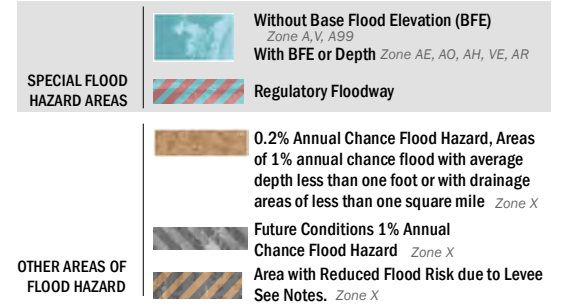 Without Base Flood Elevation (BFE)
Zone A,V, A99
With BFE or Depth Zone AE, AO, AH, VE, AR
SPECIAL FLOOD
HAZARD AREAS
Regulatory Floodway
0.2% Annual Chance Flood Hazard, Areas
of 1% annual chance flood with average
depth less than one foot or with drainage
areas of less than one square mile Zone X
Future Conditions 1% Annual
Chance Flood Hazard Zone X
OTHER AREAS OF
FLOOD HAZARD
Area with Reduced Flood Risk due to Levee
See Notes. Zone X